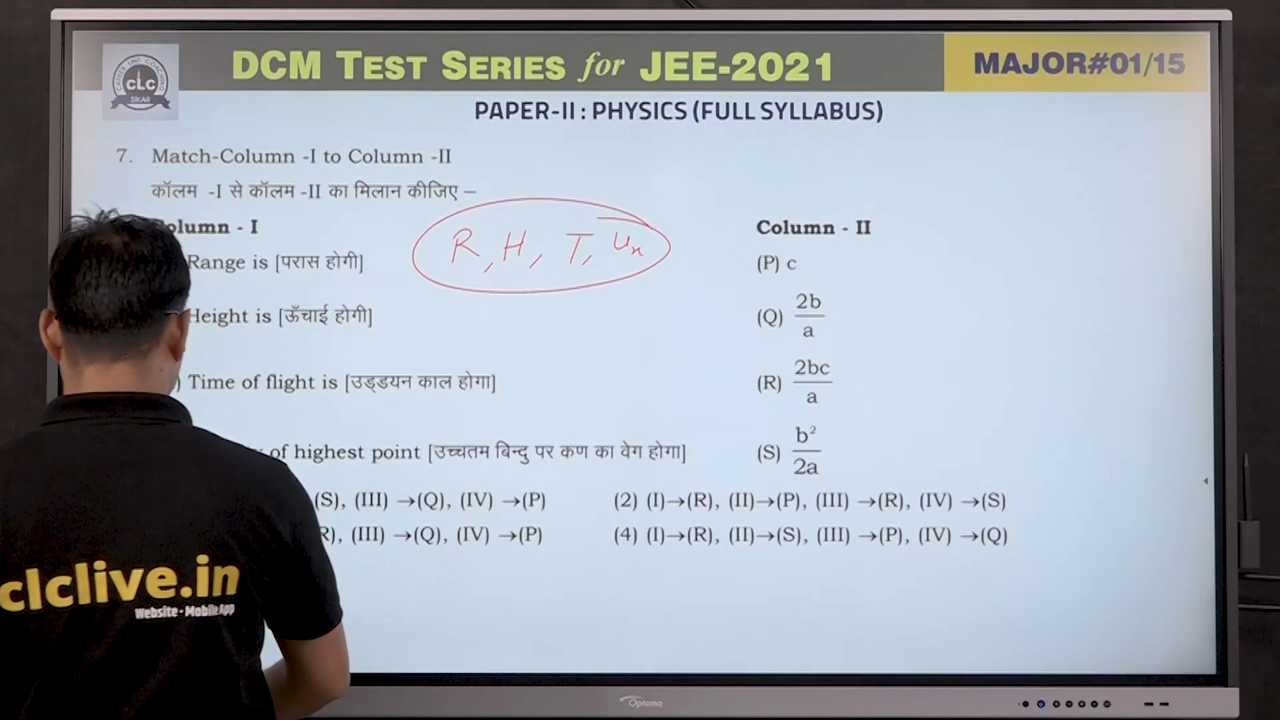 DCM TEST SERIES for JEE-2021
MAJOR#01/15
CLC
SIKAR
PAPER-II : PHYSICS (FULL SYLLABUS)
7. Match-Column -I to Column -II
कॉलम -I से कॉलम -II का मिलान कीजिए –
olumn - I
Column - II
R, H, T, uₓ
Range is [परास होगी]
(P) c
Height is [ऊँचाई होगी]
(Q) 2b/a
) Time of flight is [उड्डयन काल होगा]
(R) 2bc/a
of highest point [उच्चतम बिन्दु पर कण का वेग होगा]
(S) b²/2a
(S), (III) →(Q), (IV) →(P)
(2) (I)→(R), (II)→(P), (III) →(R), (IV) →(S)
R), (III) →(Q), (IV) →(P)
(4) (I)→(R), (II)→(S), (III) →(P), (IV) →(Q)
clclive.in
Website - Mobile App
Optoma